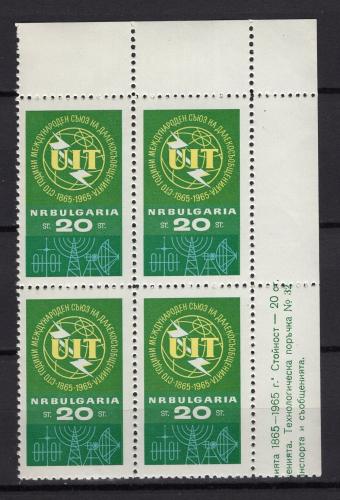 СТО ГОДИНИ МЕЖДУНАРОДЕН СЪЮЗ НА ДАЛЕКОСЪОБЩЕНИЯТА
UIT
1865-1965
NRBULGARIA
ST. 20 ST.
СТО ГОДИНИ МЕЖДУНАРОДЕН СЪЮЗ НА ДАЛЕКОСЪОБЩЕНИЯТА
UIT
1865-1965
NRBULGARIA
ST. 20 ST.
СТО ГОДИНИ МЕЖДУНАРОДЕН СЪЮЗ НА ДАЛЕКОСЪОБЩЕНИЯТА
UIT
1865-1965
NRBULGARIA
ST. 20 ST.
СТО ГОДИНИ МЕЖДУНАРОДЕН СЪЮЗ НА ДАЛЕКОСЪОБЩЕНИЯТА
UIT
1865-1965
NRBULGARIA
ST. 20 ST.
ията 1865—1965 г.“ Стойност — 20 ст.
енията. Технологическа поръчка №
нспорта и съобщенията.